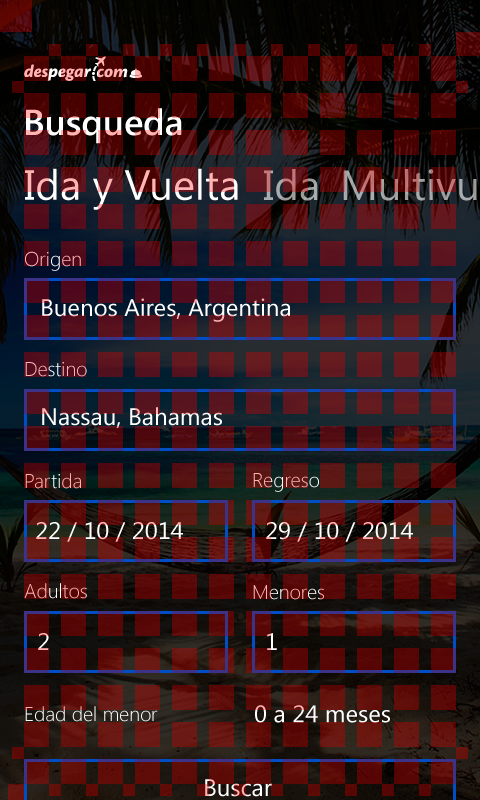 despegar.com
Busqueda
Ida y Vuelta Ida Multivu
Origen
Buenos Aires, Argentina
Destino
Nassau, Bahamas
Partida Regreso
22 / 10 / 2014 29 / 10 / 2014
Adultos Menores
2 1
Edad del menor 0 a 24 meses
Buscar